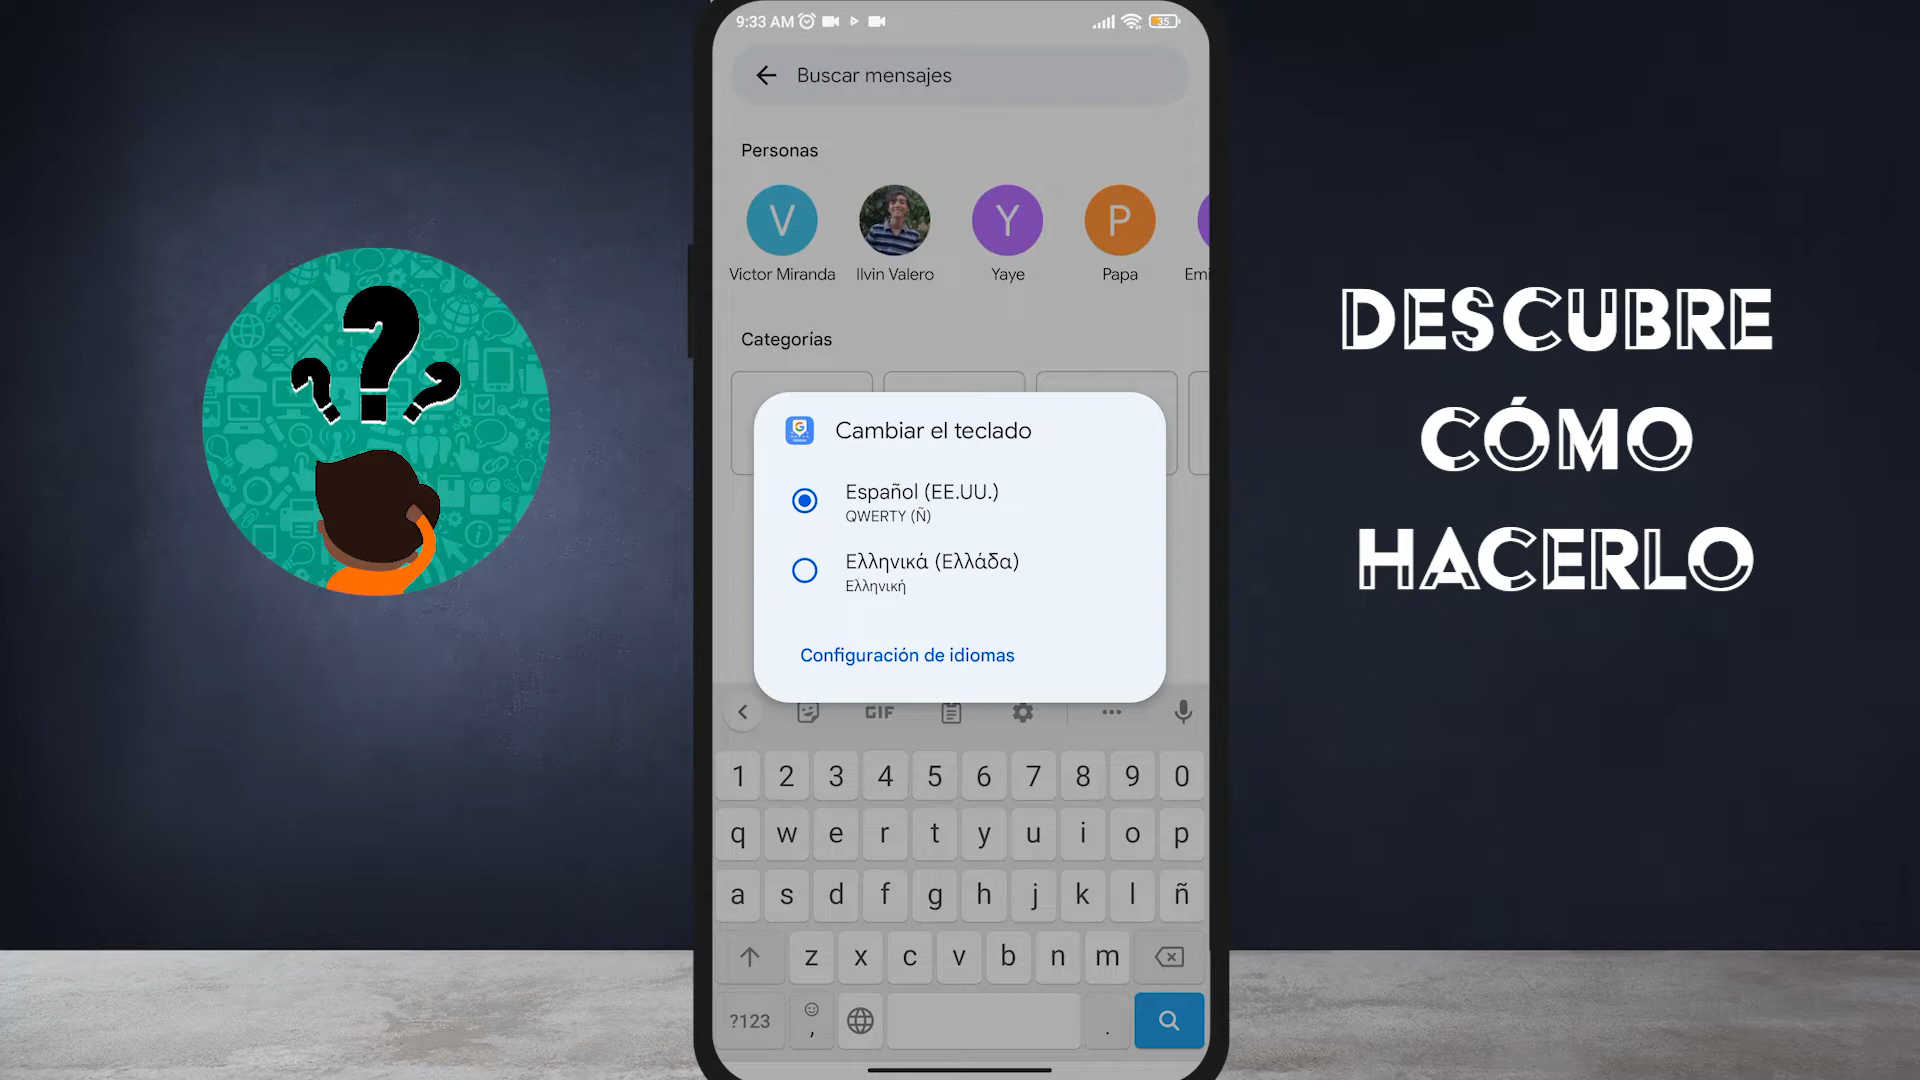 9:33 AM
35
Buscar mensajes
Personas
V
Y
P
Victor Miranda
Ilvin Valero
Yaye
Papa
Emi
Categorías
Cambiar el teclado
Español (EE.UU.)
QWERTY (Ñ)
Ελληνικά (Ελλάδα)
Ελληνική
Configuración de idiomas
GIF
1 2 3 4 5 6 7 8 9 0
q w e r t y u i o p
a s d f g h j k l ñ
z x c v b n m
?123 , .
DESCUBRE
CÓMO
HACERLO